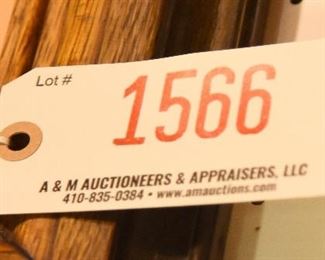 Lot #
1566
A & M AUCTIONEERS & APPRAISERS, LLC
410-835-0384 • www.amauctions.com